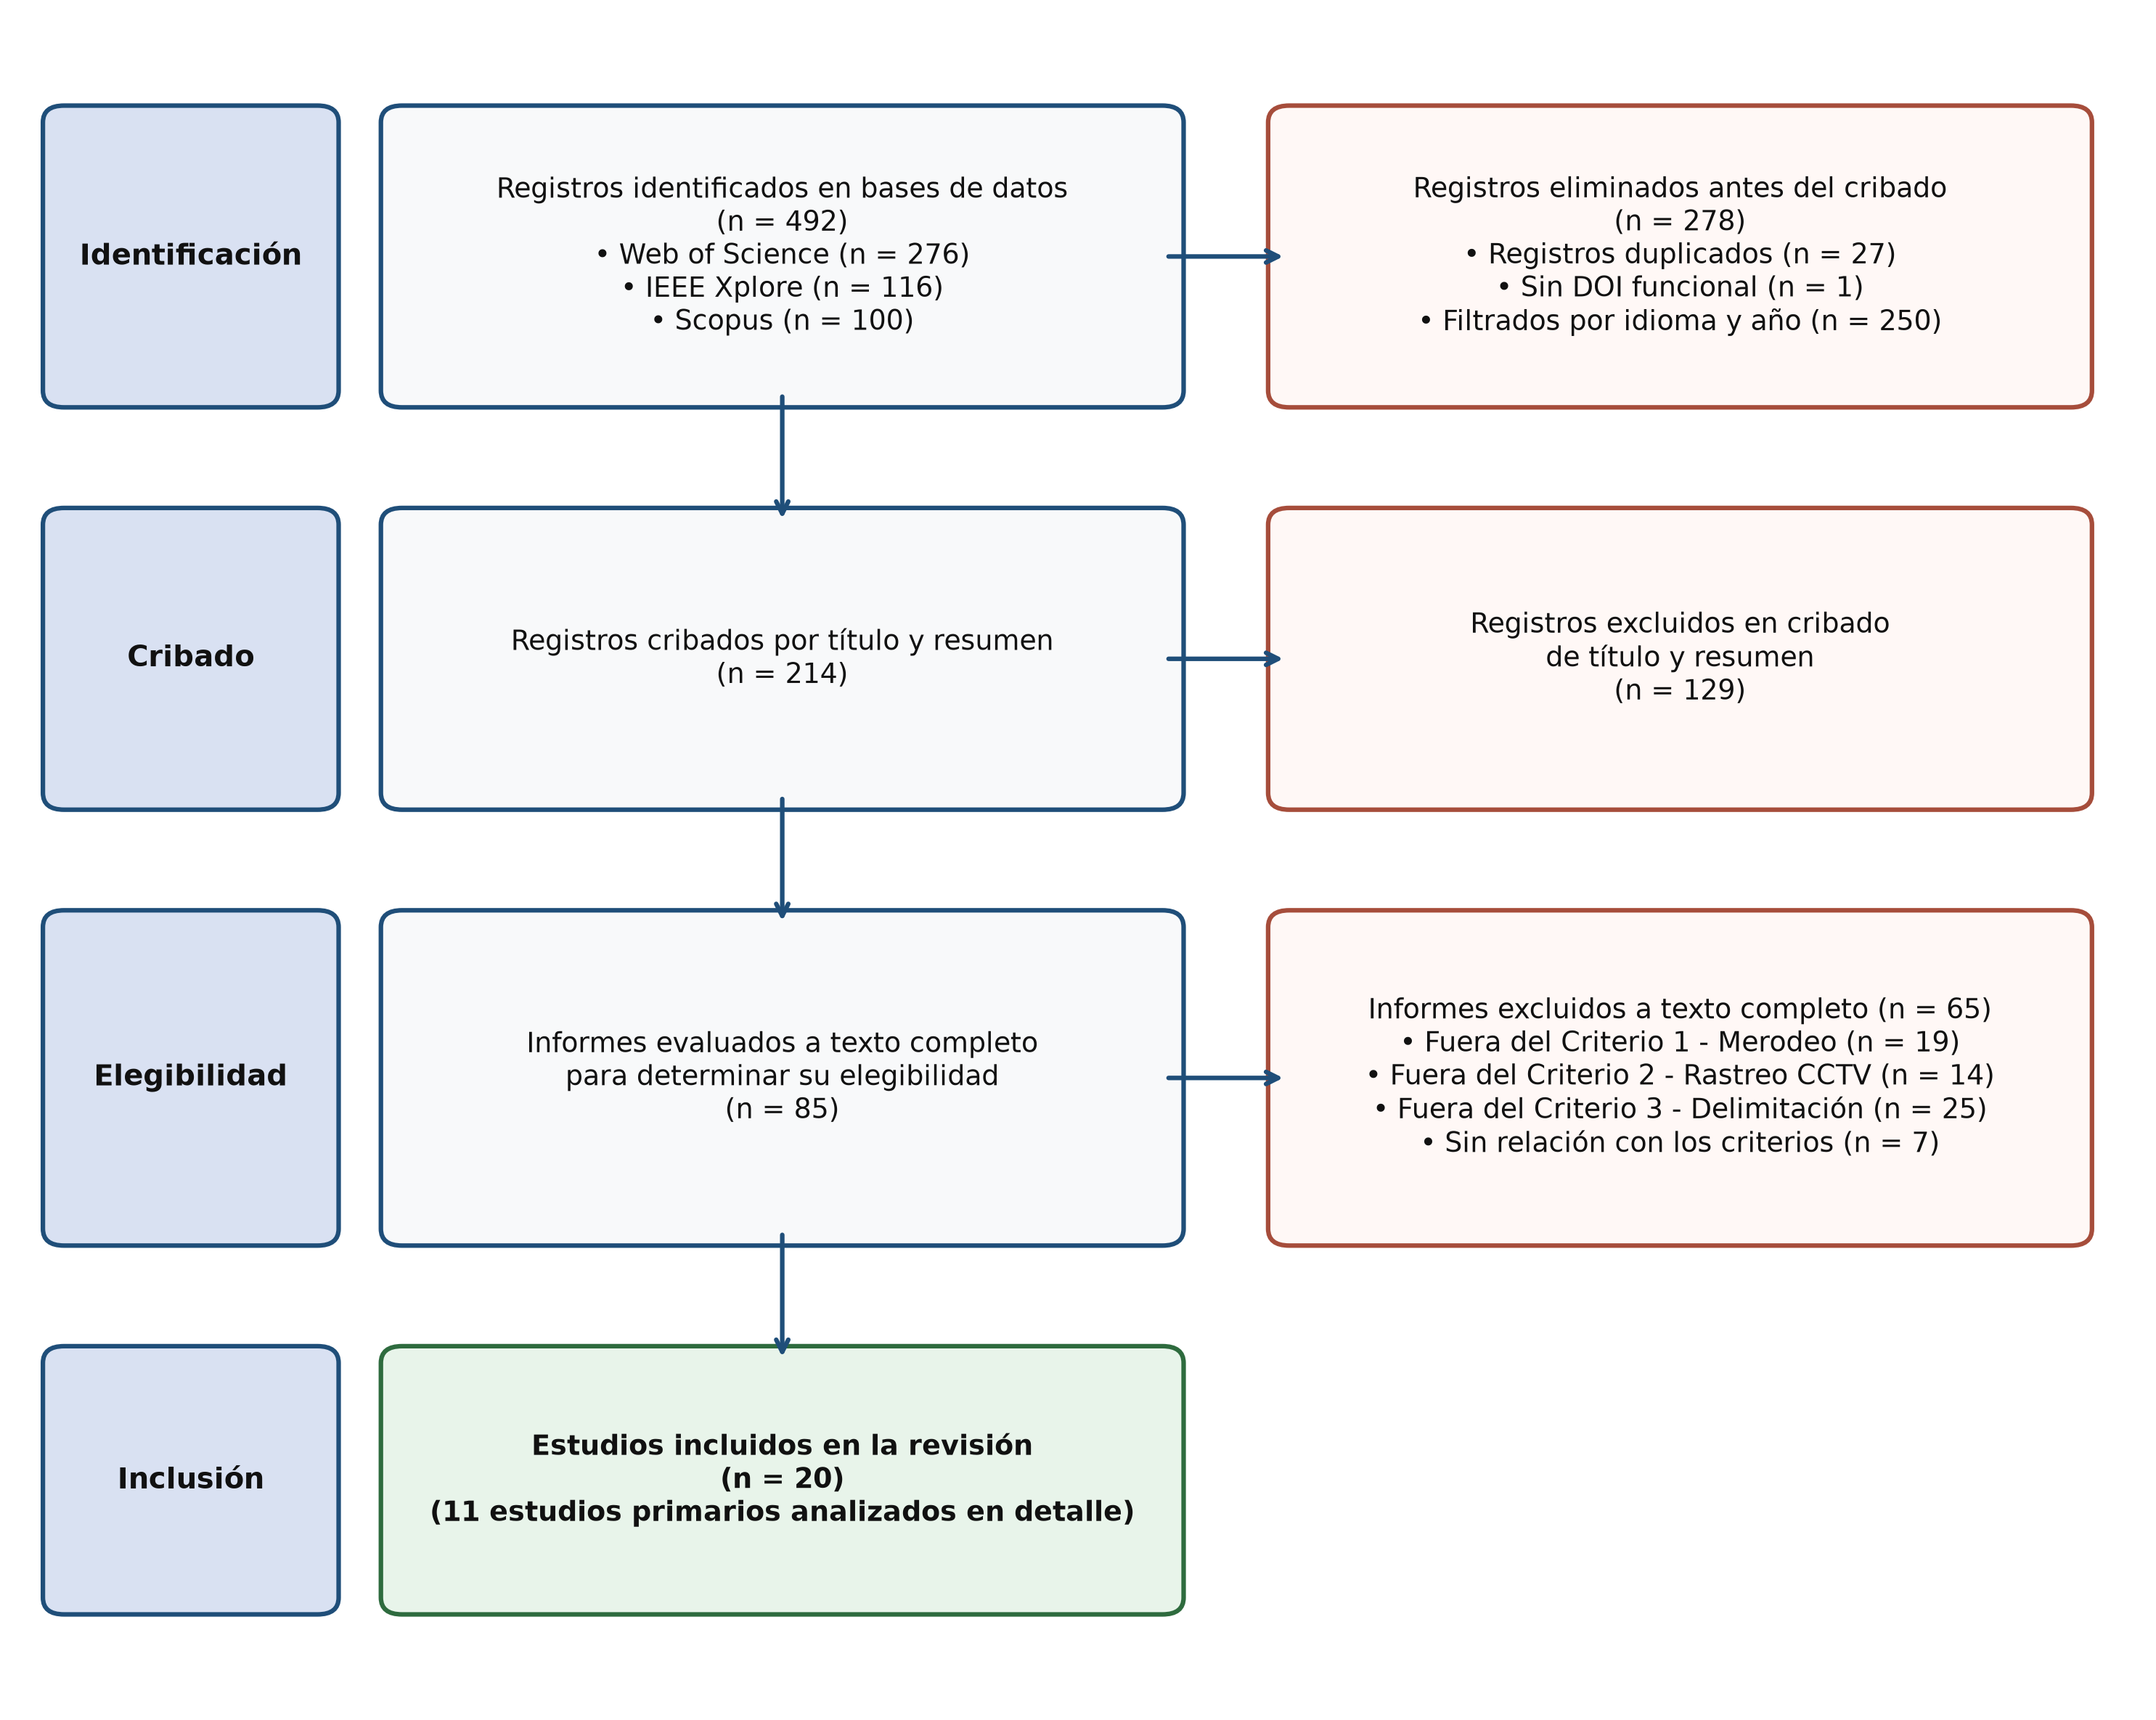 Identificación
Registros identificados en bases de datos
(n = 492)
• Web of Science (n = 276)
• IEEE Xplore (n = 116)
• Scopus (n = 100)
Registros eliminados antes del cribado
(n = 278)
• Registros duplicados (n = 27)
• Sin DOI funcional (n = 1)
• Filtrados por idioma y año (n = 250)
Cribado
Registros cribados por título y resumen
(n = 214)
Registros excluidos en cribado
de título y resumen
(n = 129)
Elegibilidad
Informes evaluados a texto completo
para determinar su elegibilidad
(n = 85)
Informes excluidos a texto completo (n = 65)
• Fuera del Criterio 1 - Merodeo (n = 19)
• Fuera del Criterio 2 - Rastreo CCTV (n = 14)
• Fuera del Criterio 3 - Delimitación (n = 25)
• Sin relación con los criterios (n = 7)
Inclusión
Estudios incluidos en la revisión
(n = 20)
(11 estudios primarios analizados en detalle)